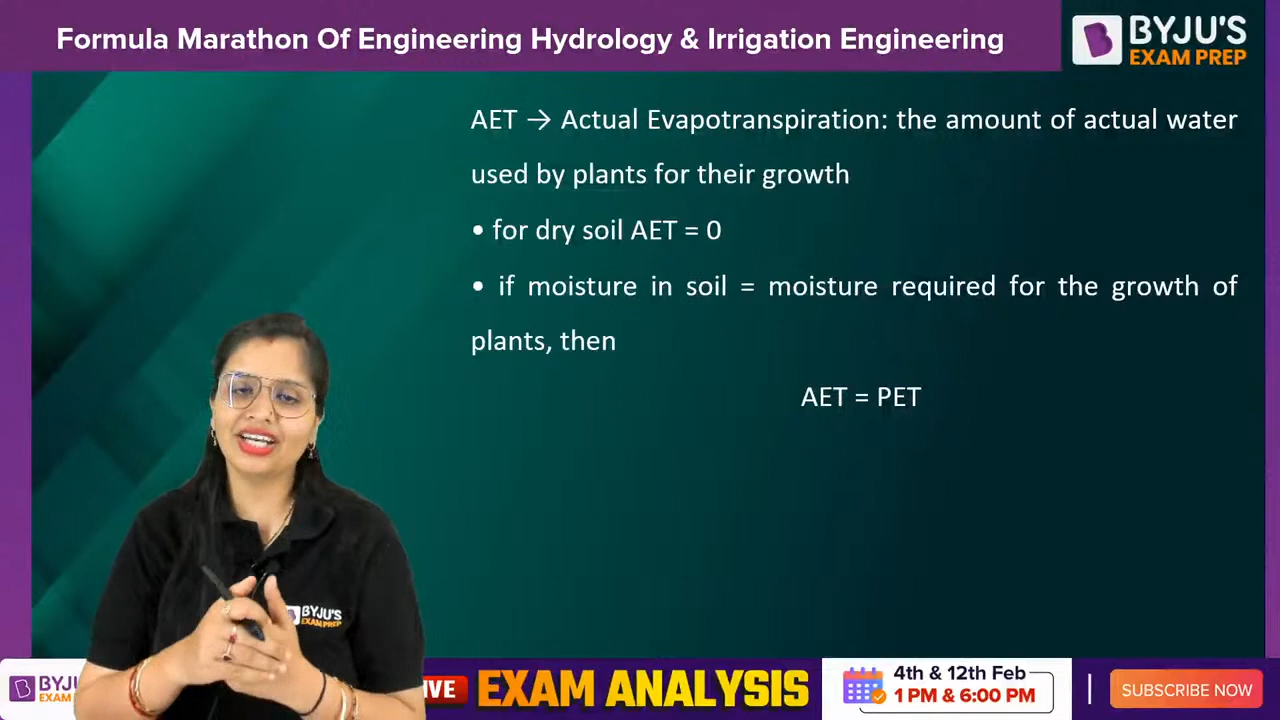 Formula Marathon Of Engineering Hydrology & Irrigation Engineering
BYJU'S
EXAM PREP
AET → Actual Evapotranspiration: the amount of actual water
used by plants for their growth
• for dry soil AET = 0
• if moisture in soil = moisture required for the growth of
plants, then
AET = PET
BYJU'S
EXAM PREP
EXAM ANALYSIS
4th & 12th Feb
1 PM & 6:00 PM
SUBSCRIBE NOW